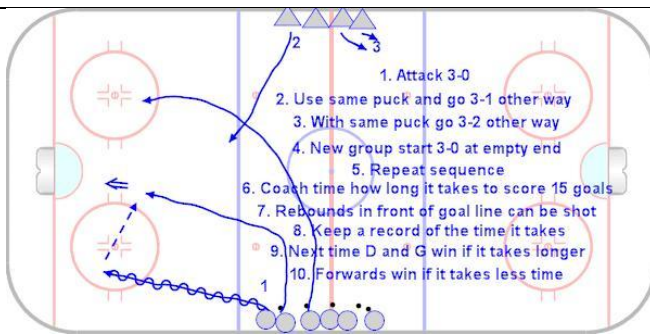 2
3
1. Attack 3-0
2. Use same puck and go 3-1 other way
3. With same puck go 3-2 other way
4. New group start 3-0 at empty end
5. Repeat sequence
6. Coach time how long it takes to score 15 goals
7. Rebounds in front of goal line can be shot
8. Keep a record of the time it takes
9. Next time D and G win if it takes longer
10. Forwards win if it takes less time
1